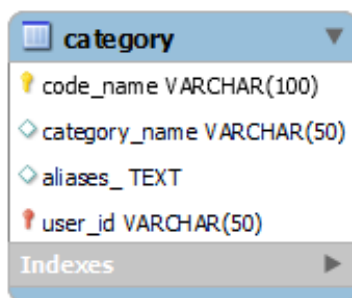 category
code_name VARCHAR(100)
category_name VARCHAR(50)
aliases_ TEXT
user_id VARCHAR(50)
Indexes